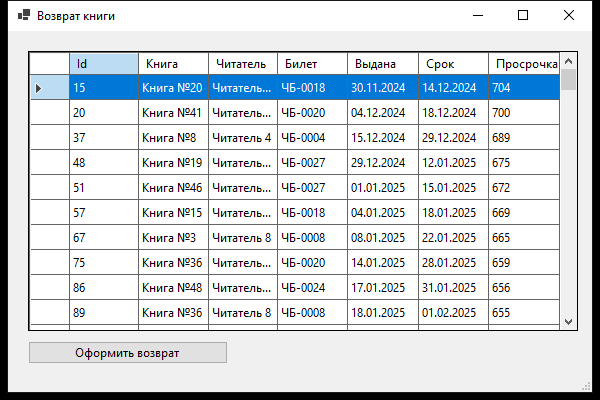 Возврат книги
Id Книга Читатель Билет Выдана Срок Просрочка
15 Книга №20 Читатель... ЧБ-0018 30.11.2024 14.12.2024 704
20 Книга №41 Читатель... ЧБ-0020 04.12.2024 18.12.2024 700
37 Книга №8 Читатель 4 ЧБ-0004 15.12.2024 29.12.2024 689
48 Книга №19 Читатель... ЧБ-0027 29.12.2024 12.01.2025 675
51 Книга №46 Читатель... ЧБ-0027 01.01.2025 15.01.2025 672
57 Книга №15 Читатель... ЧБ-0018 04.01.2025 18.01.2025 669
67 Книга №3 Читатель 8 ЧБ-0008 08.01.2025 22.01.2025 665
75 Книга №36 Читатель... ЧБ-0020 14.01.2025 28.01.2025 659
86 Книга №48 Читатель... ЧБ-0024 17.01.2025 31.01.2025 656
89 Книга №36 Читатель 8 ЧБ-0008 18.01.2025 01.02.2025 655
Оформить возврат